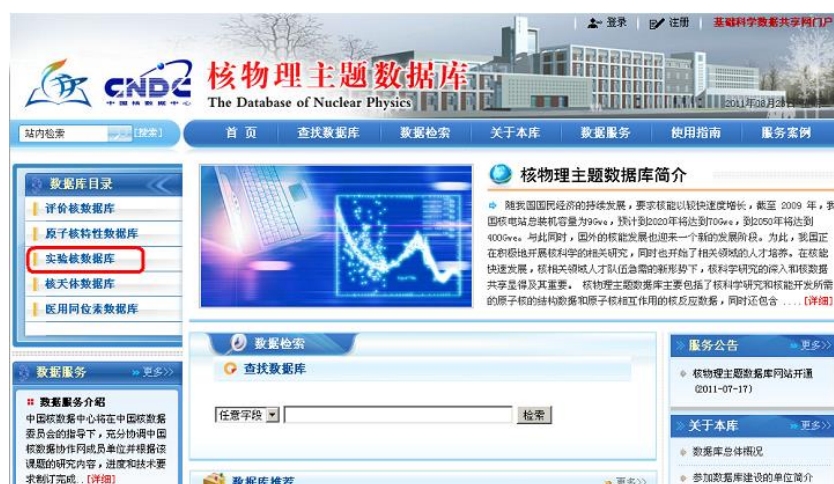 登录 注册 基础科学数据共享网门户
CNDC
中国核数据中心
核物理主题数据库
The Database of Nuclear Physics
站内检索 [搜索] 首页 查找数据库 数据检索 关于本库 数据服务 使用指南 服务案例
数据库目录
评价核数据库
原子核特性数据库
实验核数据库
核天体数据库
医用同位素数据库
核物理主题数据库简介
随我国国民经济的持续发展，要求核能以较快速度增长，截至 2009 年，我
国核电站总装机容量为9Gwe，预计到2020年将达到70Gwe，到2050年将达到
400Gwe。与此同时，国外的核能发展也迎来一个新的发展阶段。为此，我国正
在积极地开展核科学的相关研究，同时也开始了相关领域的人才培养。在核能
快速发展，核相关领域人才队伍急需的新形势下，核科学研究的深入和核数据
共享显得及其重要。 核物理主题数据库主要包括了核科学研究和核能开发所需
的原子核的结构数据和原子核相互作用的核反应数据，同时还包含 ....[详细]
数据检索
查找数据库
任意字段 检索
数据库推荐 更多>>
数据服务 更多>>
数据服务介绍
中国核数据中心将在中国核数据
委员会的指导下，充分协调中国
核数据协作网成员单位并根据该
课题的研究内容，进度和技术要
求制订完成..[详细]
服务公告 更多>>
核物理主题数据库网站开通
(2011-07-17)
关于本库 更多>>
数据库总体概况
参加数据库建设的单位简介